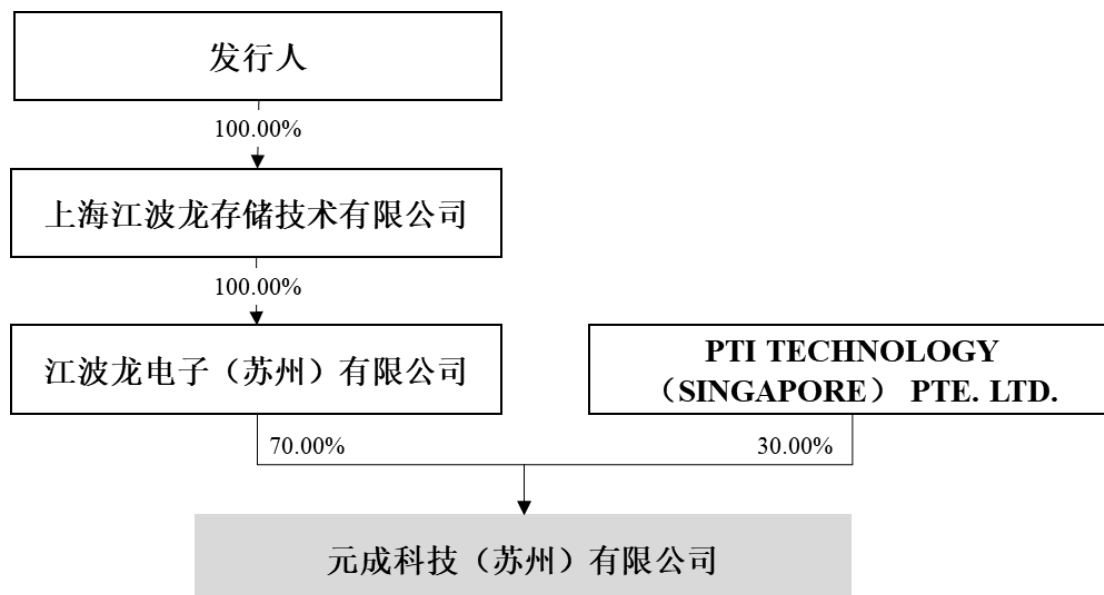 发行人
100.00%
上海江波龙存储技术有限公司
100.00%
江波龙电子（苏州）有限公司
PTI TECHNOLOGY
（SINGAPORE） PTE. LTD.
70.00%
30.00%
元成科技（苏州）有限公司